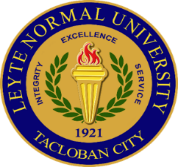 LEYTE NORMAL UNIVERSITY
EXCELLENCE
INTEGRITY
SERVICE
1921
TACLOBAN CITY